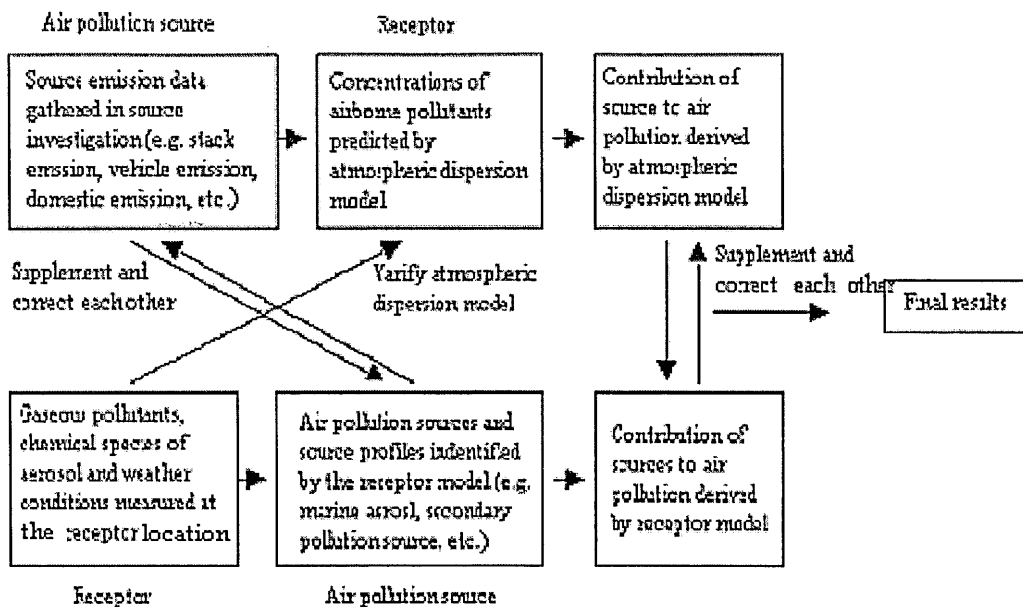 Air pollution source
Receptor
Source emission data
gathered in source
investigation (e.g. stack
emission, vehicle emission,
domestic emission, etc.)
Concentrations of
airborne pollutants
predicted by
atmospheric dispersion
model
Contribution of
source to air
pollution derived
by atmospheric
dispersion model
Supplement and
correct each other
Varify atmospheric
dispersion model
Supplement and
correct each other
Final results
Gaseous pollutants,
chemical species of
aerosol and weather
conditions measured at
the receptor location
Air pollution sources and
source profiles indentified
by the receptor model (e.g.
marine aerosl, secondary
pollution source, etc.)
Contribution of
sources to air
pollution derived
by receptor model
Receptor
Air pollution source